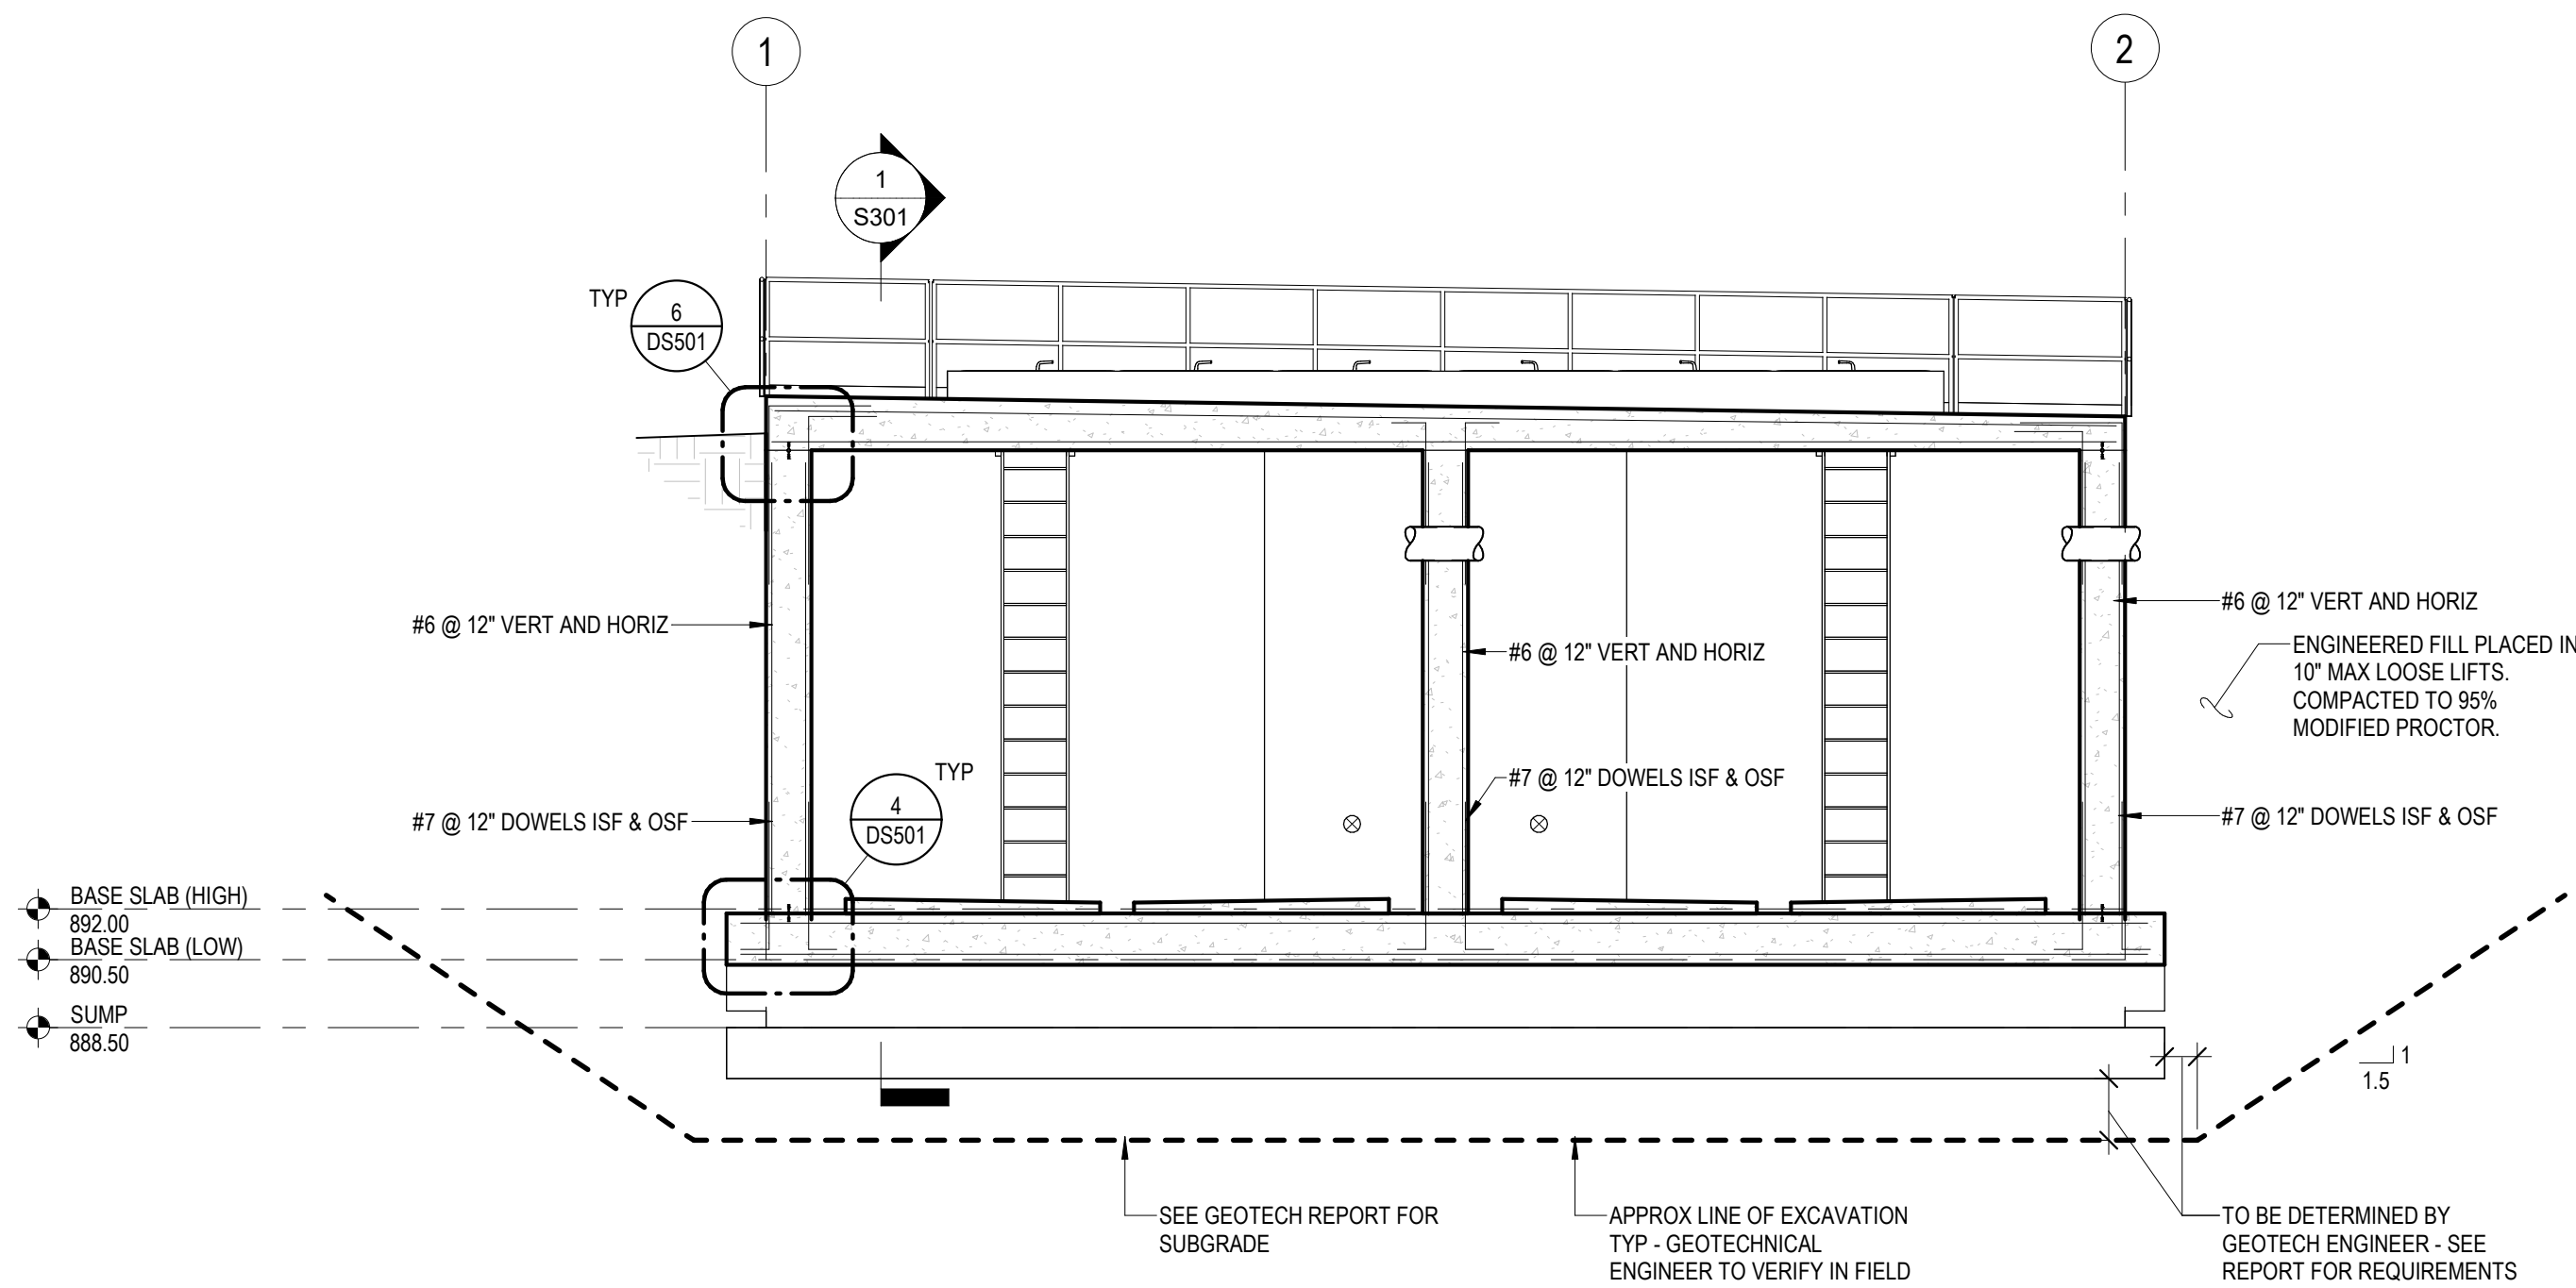 1
2
1
S301
TYP
6
DS501
#6 @ 12" VERT AND HORIZ
#6 @ 12" VERT AND HORIZ
#6 @ 12" VERT AND HORIZ
ENGINEERED FILL PLACED IN
10" MAX LOOSE LIFTS.
COMPACTED TO 95%
MODIFIED PROCTOR.
TYP
4
DS501
#7 @ 12" DOWELS ISF & OSF
#7 @ 12" DOWELS ISF & OSF
#7 @ 12" DOWELS ISF & OSF
BASE SLAB (HIGH)
892.00
BASE SLAB (LOW)
890.50
SUMP
888.50
1
1.5
SEE GEOTECH REPORT FOR
SUBGRADE
APPROX LINE OF EXCAVATION
TYP - GEOTECHNICAL
ENGINEER TO VERIFY IN FIELD
TO BE DETERMINED BY
GEOTECH ENGINEER - SEE
REPORT FOR REQUIREMENTS